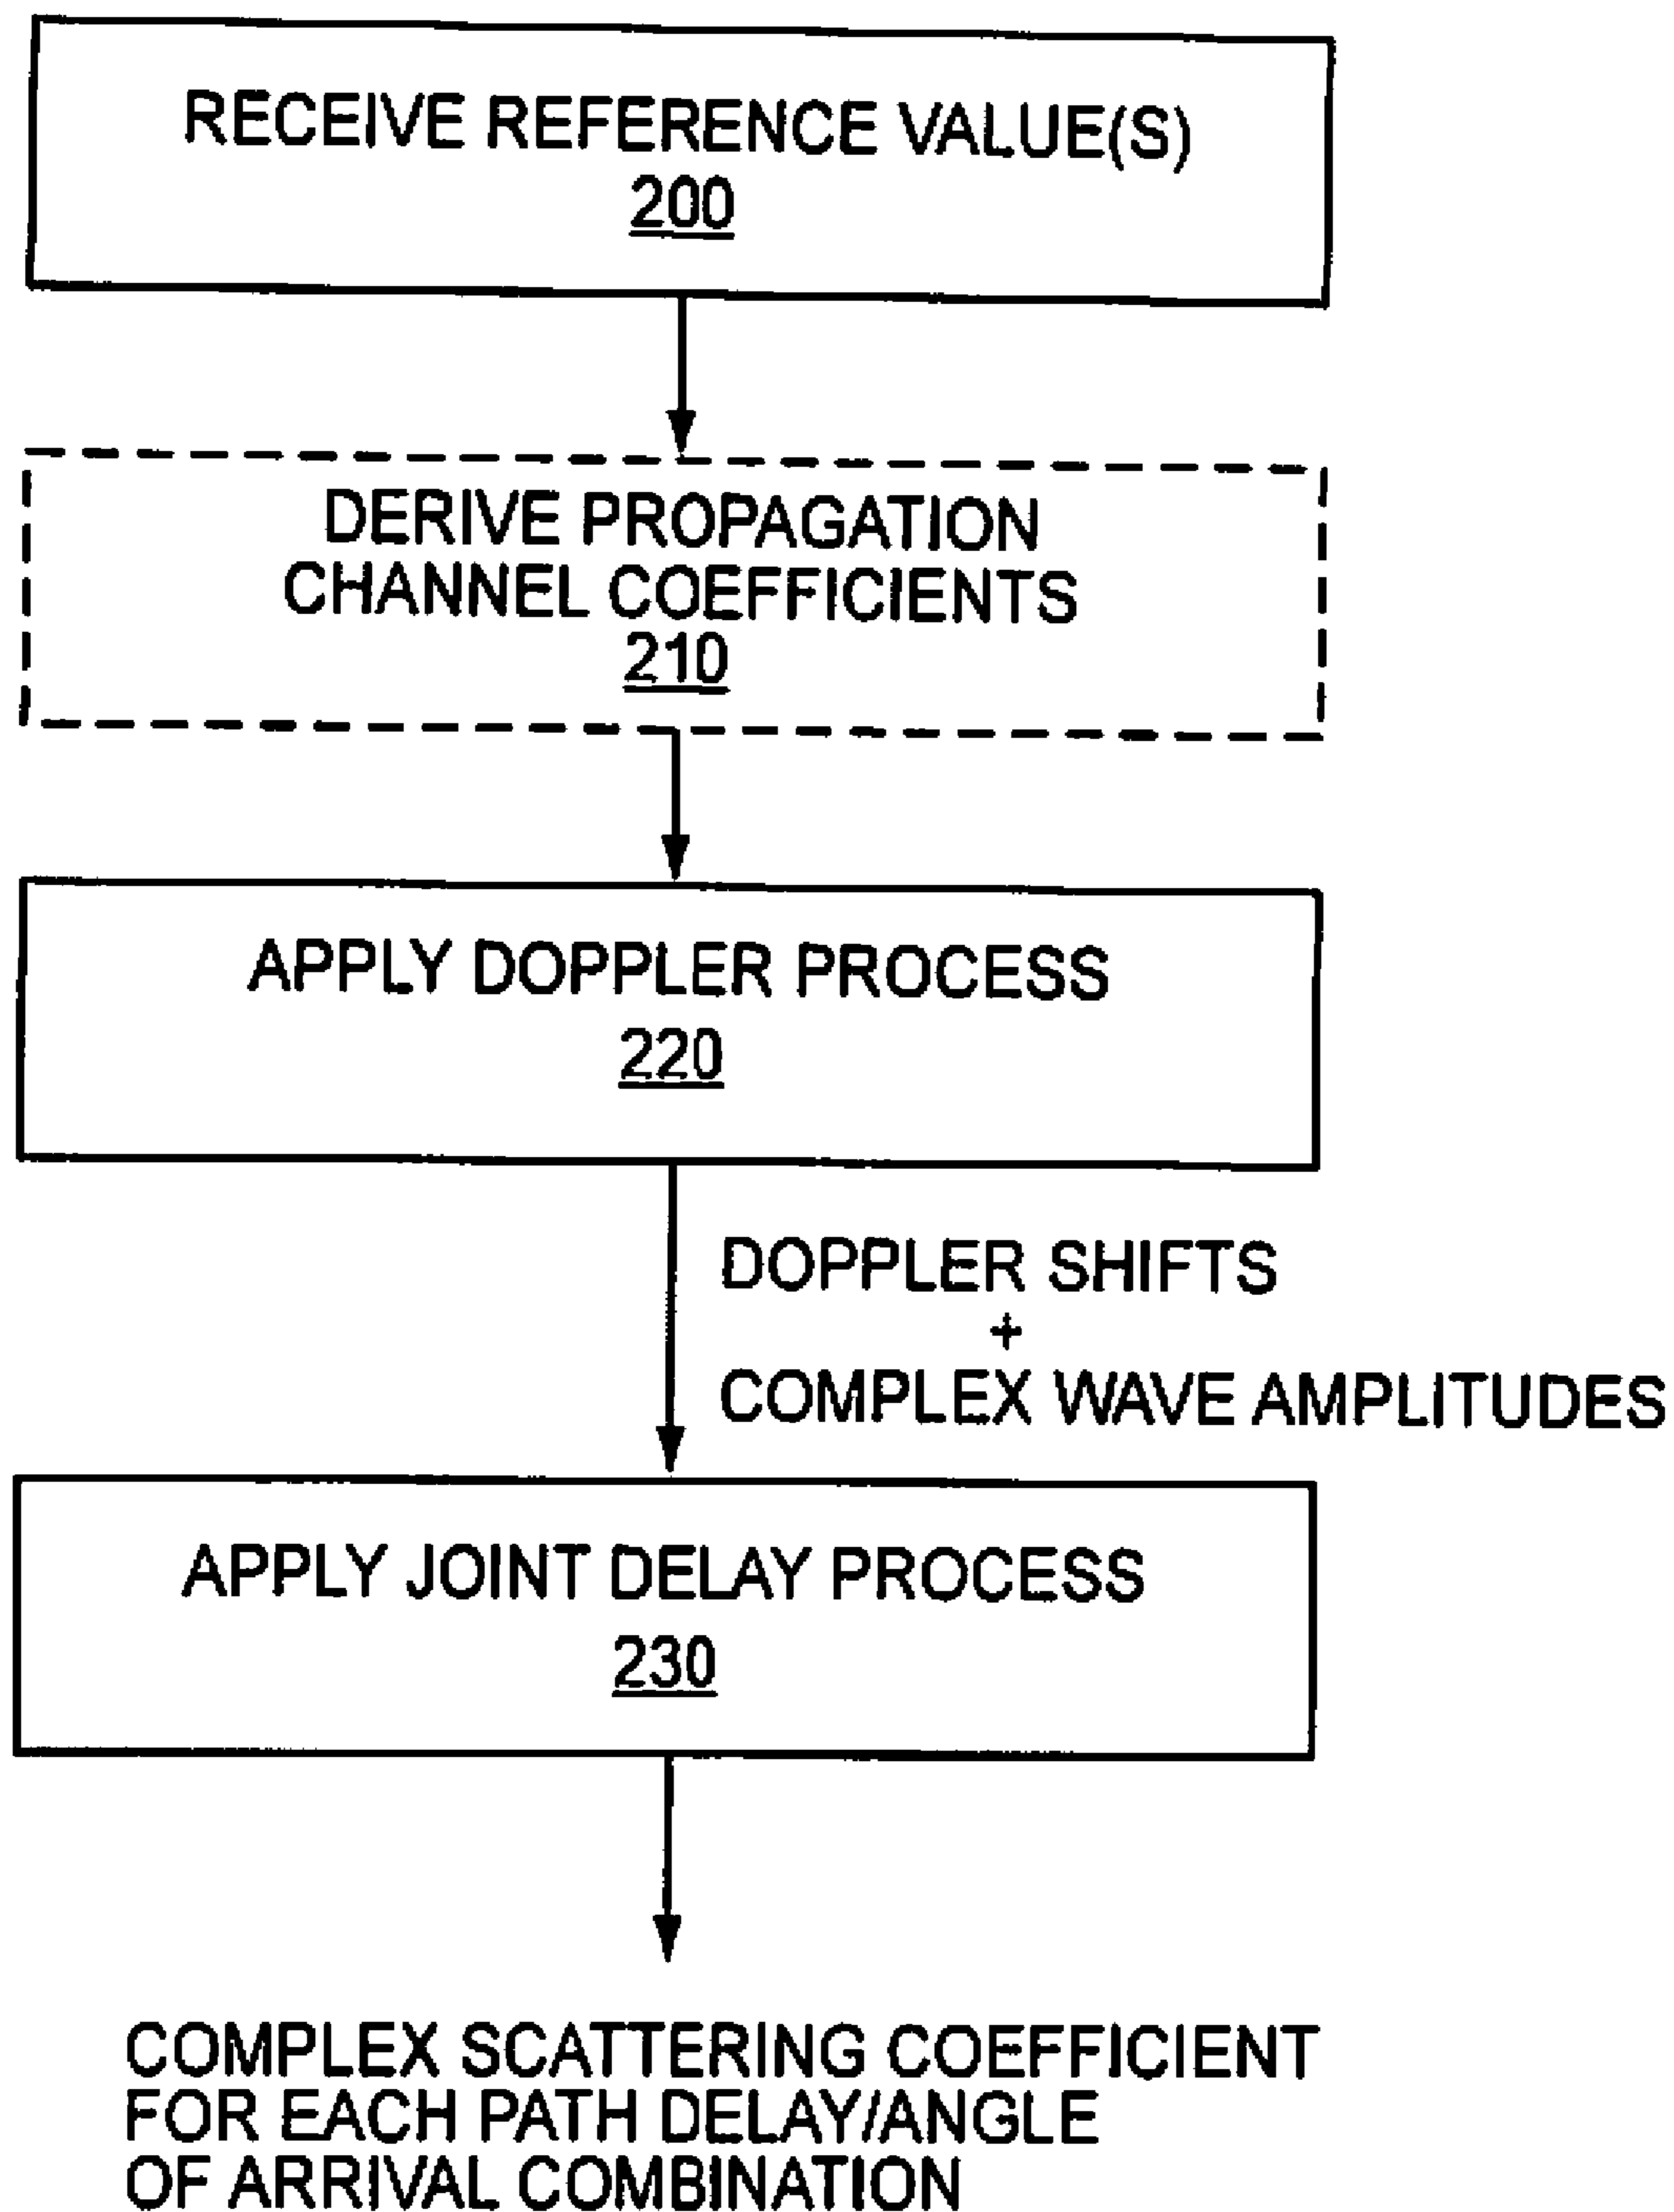 RECEIVE REFERENCE VALUE(S)
200
DERIVE PROPAGATION
CHANNEL COEFFICIENTS
210
APPLY DOPPLER PROCESS
220
DOPPLER SHIFTS
+
COMPLEX WAVE AMPLITUDES
APPLY JOINT DELAY PROCESS
230
COMPLEX SCATTERING COEFFICIENT
FOR EACH PATH DELAY/ANGLE
OF ARRIVAL COMBINATION